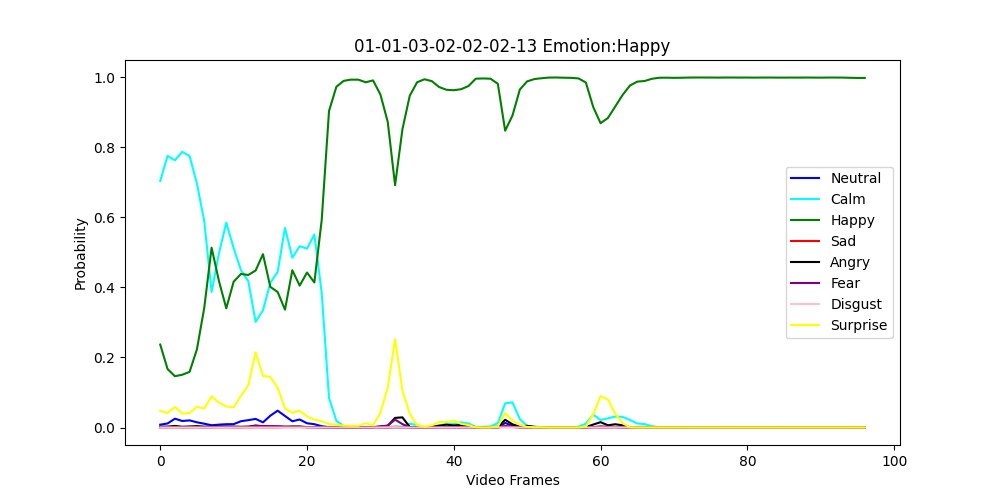 01-01-03-02-02-02-13 Emotion:Happy
Probability
1.0
0.8
0.6
0.4
0.2
0.0
0 20 40 60 80 100
Video Frames
Neutral
Calm
Happy
Sad
Angry
Fear
Disgust
Surprise